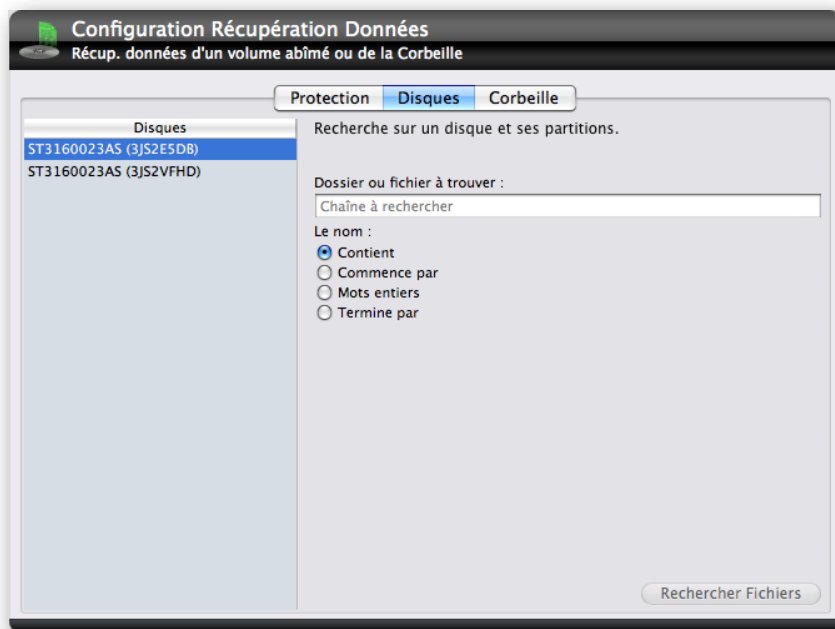 Configuration Récupération Données
Récup. données d'un volume abîmé ou de la Corbeille
Protection Disques Corbeille
Disques
ST3160023AS (3JS2E5DB)
ST3160023AS (3JS2VFHD)
Recherche sur un disque et ses partitions.
Dossier ou fichier à trouver :
Chaîne à rechercher
Le nom :
Contient
Commence par
Mots entiers
Termine par
Rechercher Fichiers